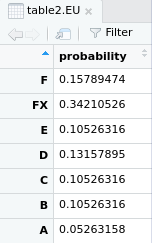 table2.EU ×
Filter
probability
F 0.15789474
FX 0.34210526
E 0.10526316
D 0.13157895
C 0.10526316
B 0.10526316
A 0.05263158